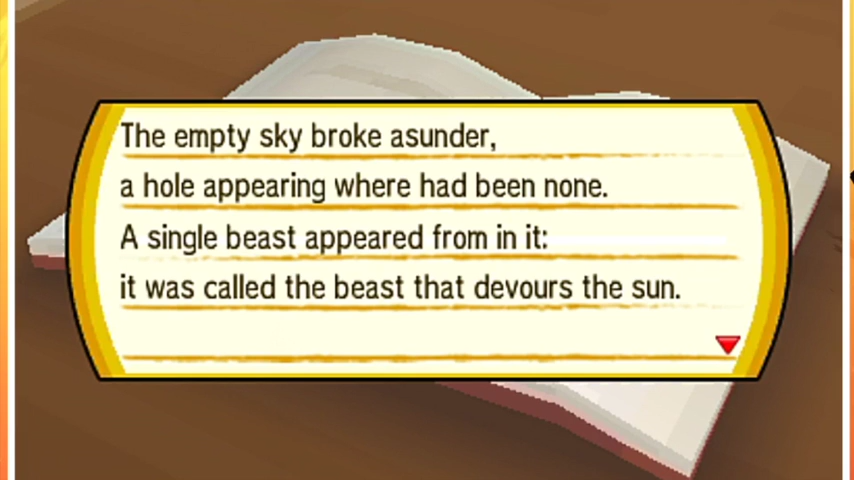 The empty sky broke asunder,
a hole appearing where had been none.
A single beast appeared from in it:
it was called the beast that devours the sun.